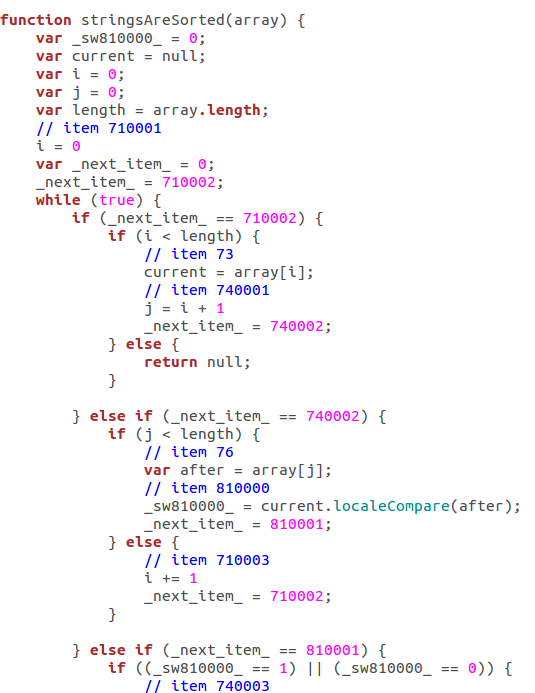 function stringsAreSorted(array) {
    var _sw810000_ = 0;
    var current = null;
    var i = 0;
    var j = 0;
    var length = array.length;
    // item 710001
    i = 0
    var _next_item_ = 0;
    _next_item_ = 710002;
    while (true) {
        if (_next_item_ == 710002) {
            if (i < length) {
                // item 73
                current = array[i];
                // item 740001
                j = i + 1
                _next_item_ = 740002;
            } else {
                return null;
            }

        } else if (_next_item_ == 740002) {
            if (j < length) {
                // item 76
                var after = array[j];
                // item 810000
                _sw810000_ = current.localeCompare(after);
                _next_item_ = 810001;
            } else {
                // item 710003
                i += 1
                _next_item_ = 710002;
            }

        } else if (_next_item_ == 810001) {
            if ((_sw810000_ == 1) || (_sw810000_ == 0)) {
                // item 740003